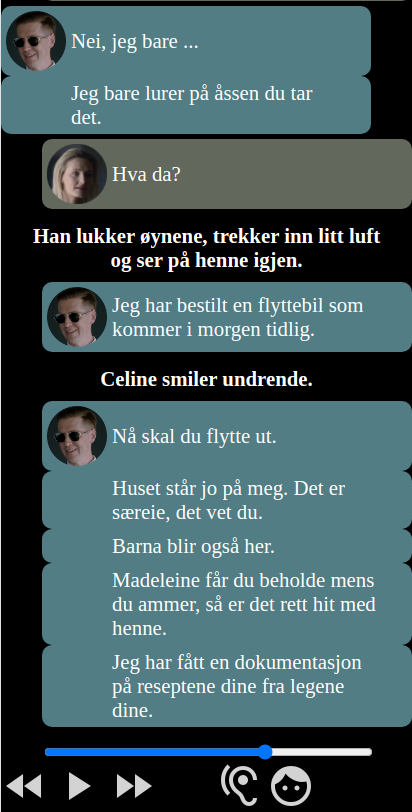 Nei, jeg bare ...
Jeg bare lurer på åssen du tar
det.
Hva da?
Han lukker øynene, trekker inn litt luft
og ser på henne igjen.
Jeg har bestilt en flyttebil som
kommer i morgen tidlig.
Celine smiler undrende.
Nå skal du flytte ut.
Huset står jo på meg. Det er
særeie, det vet du.
Barna blir også her.
Madeleine får du beholde mens
du ammer, så er det rett hit med
henne.
Jeg har fått en dokumentasjon
på reseptene dine fra legene
dine.